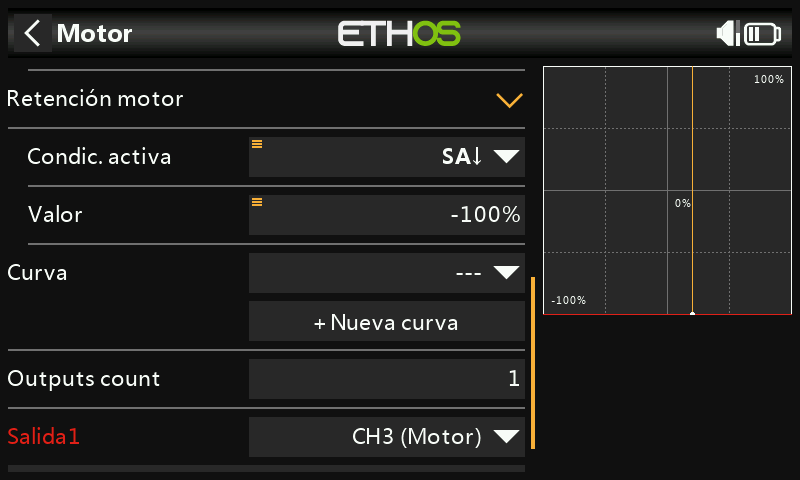 Motor
ETHOS
Retención motor
Condic. activa
SA↓
Valor
-100%
Curva
---
+ Nueva curva
Outputs count
1
Salida1
CH3 (Motor)
100%
0%
-100%